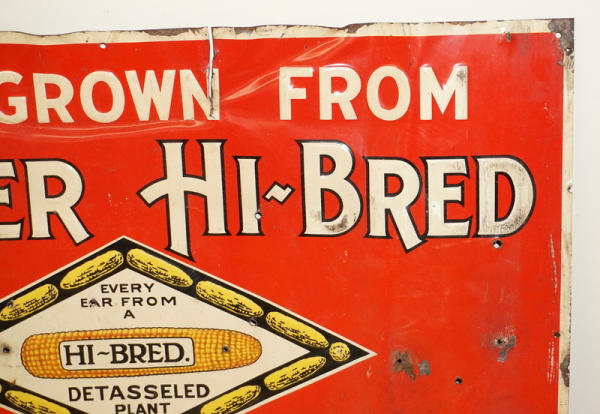 GROWN FROM
ER HI~BRED
EVERY
EAR FROM
A
HI~BRED.
DETASSELED
PLANT